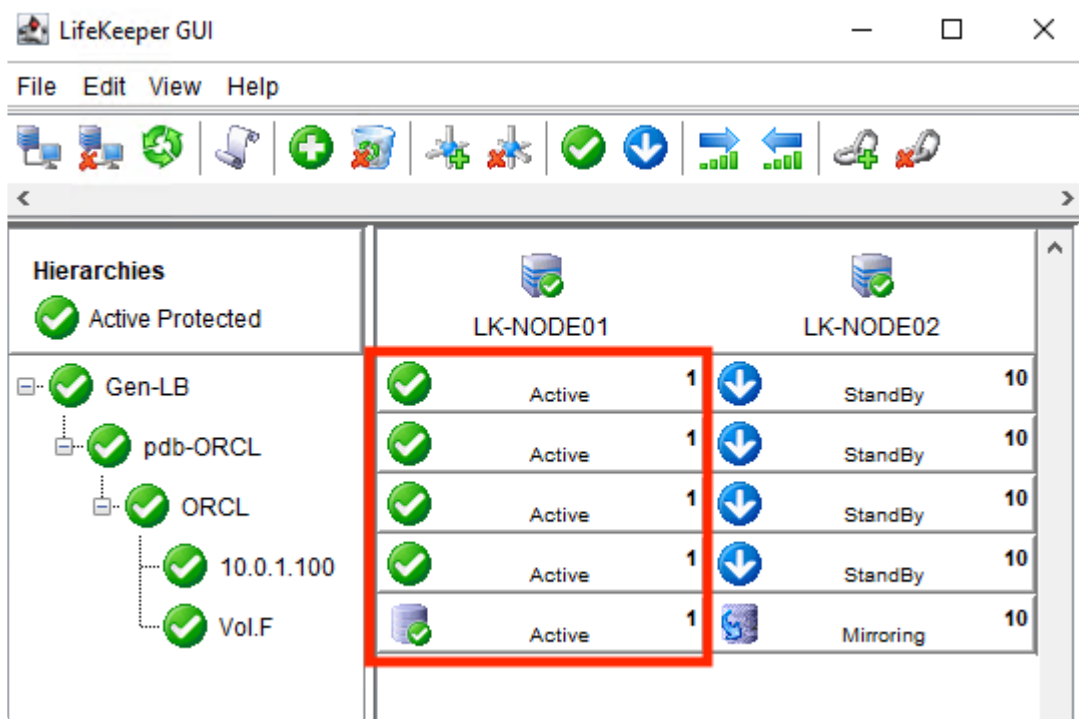 LifeKeeper GUI
File Edit View Help
Hierarchies
Active Protected
LK-NODE01 LK-NODE02
Gen-LB Active 1 StandBy 10
pdb-ORCL Active 1 StandBy 10
ORCL Active 1 StandBy 10
10.0.1.100 Active 1 StandBy 10
Vol.F Active 1 Mirroring 10